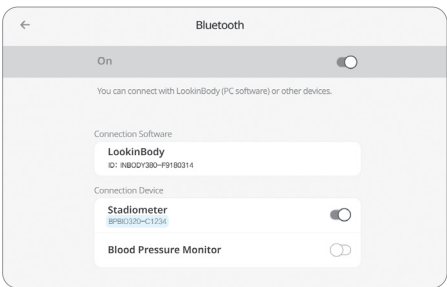 Bluetooth
On
You can connect with LookinBody (PC software) or other devices.
Connection Software
LookinBody
ID: INBODY380-F9180314
Connection Device
Stadiometer
BPBIO320-C1234
Blood Pressure Monitor